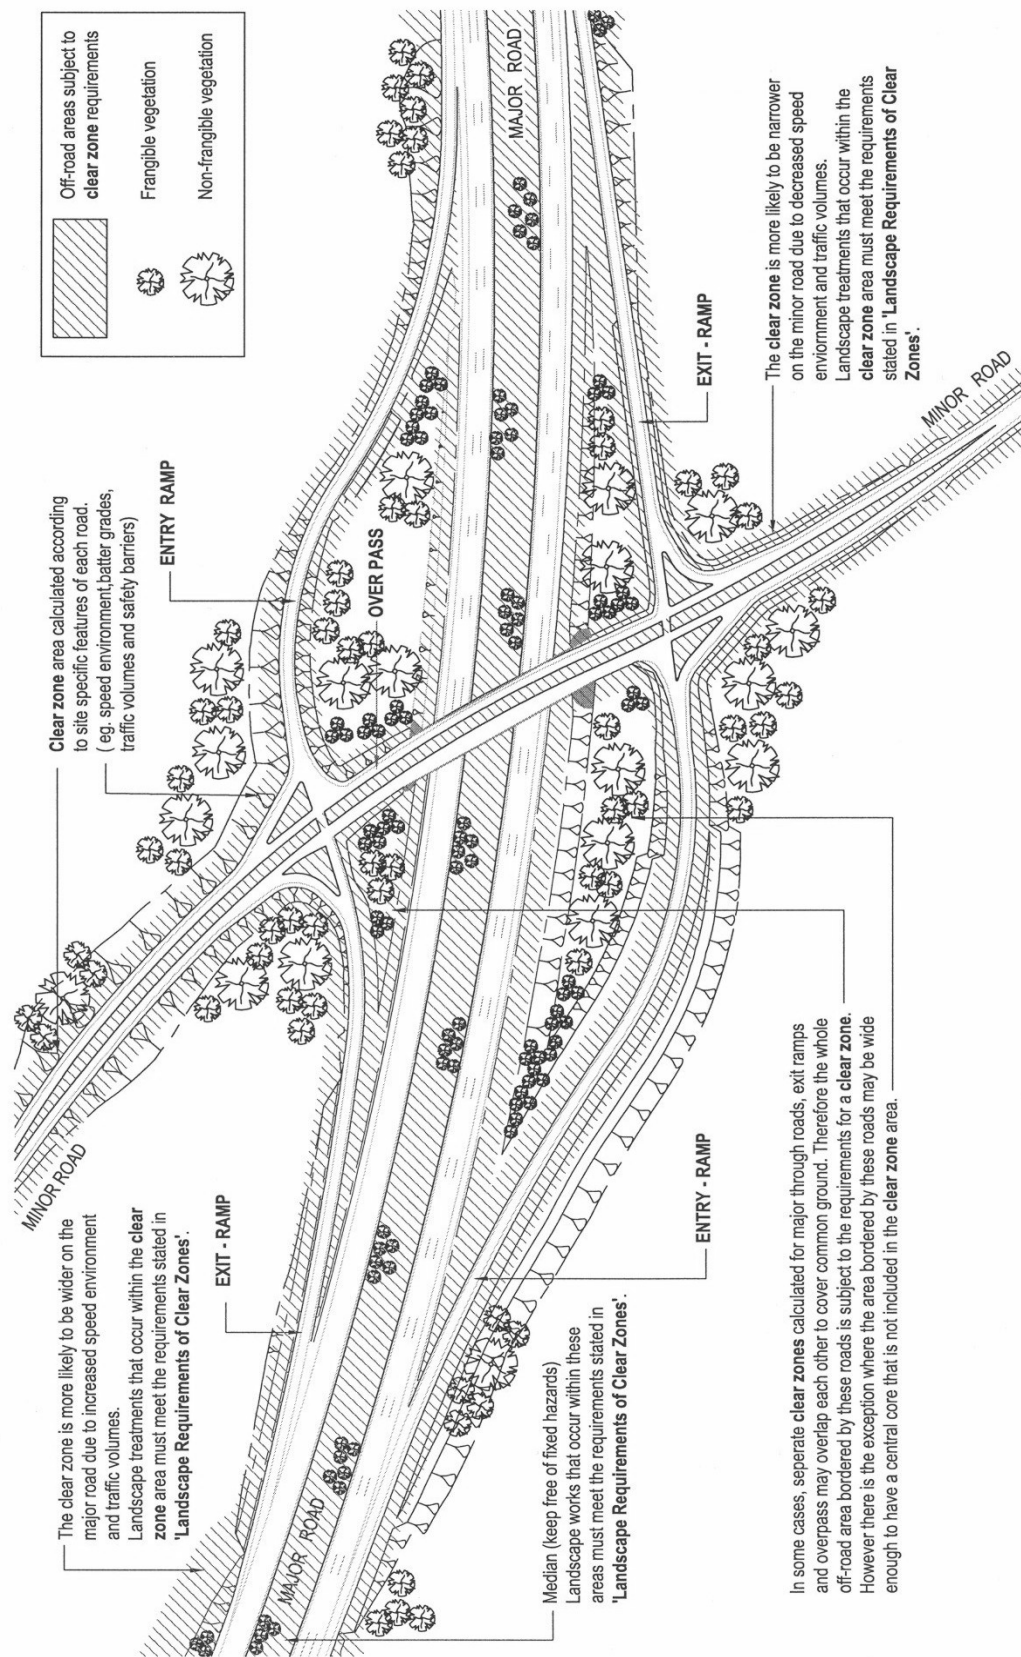 Off-road areas subject to
clear zone requirements
Frangible vegetation
Non-frangible vegetation
Clear zone area calculated according
to site specific features of each road.
( eg. speed environment,batter grades,
traffic volumes and safety barriers)
ENTRY RAMP
OVER PASS
MAJOR ROAD
The clear zone is more likely to be wider on the
major road due to increased speed environment
and traffic volumes.
Landscape treatments that occur within the clear
zone area must meet the requirements stated in
'Landscape Requirements of Clear Zones'.
EXIT - RAMP
MINOR ROAD
MAJOR ROAD
Median (keep free of fixed hazards)
Landscape works that occur within these
areas must meet the requirements stated in
'Landscape Requirements of Clear Zones'.
ENTRY - RAMP
EXIT - RAMP
The clear zone is more likely to be narrower
on the minor road due to decreased speed
enviornment and traffic volumes.
Landscape treatments that occur within the
clear zone area must meet the requirements
stated in 'Landscape Requirements of Clear
Zones'.
MINOR ROAD
In some cases, seperate clear zones calculated for major through roads, exit ramps
and overpass may overlap each other to cover common ground. Therefore the whole
off-road area bordered by these roads is subject to the requirements for a clear zone.
However there is the exception where the area bordered by these roads may be wide
enough to have a central core that is not included in the clear zone area.